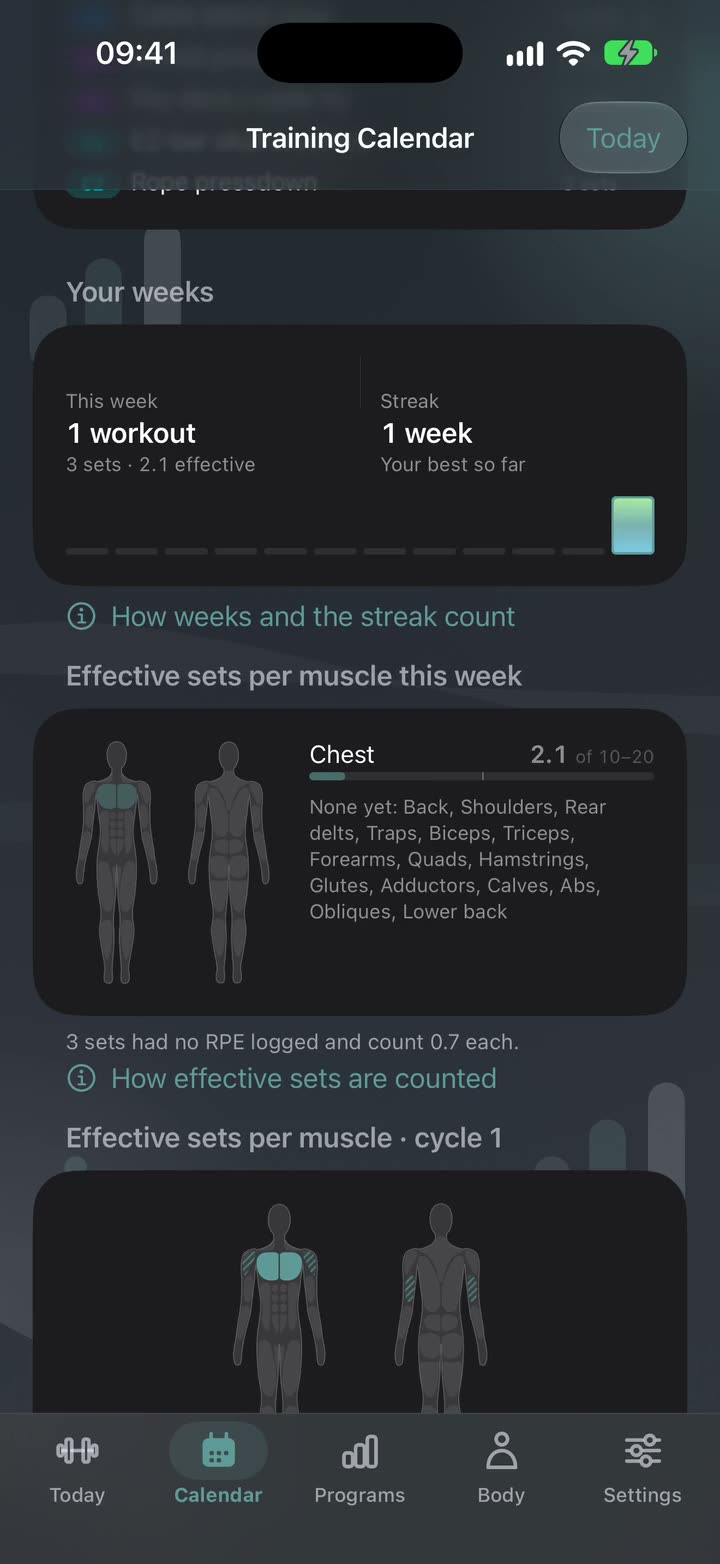 09:41
Training Calendar
Today
Rope pressdown
Your weeks
This week
1 workout
3 sets · 2.1 effective
Streak
1 week
Your best so far
How weeks and the streak count
Effective sets per muscle this week
Chest
2.1 of 10–20
None yet: Back, Shoulders, Rear
delts, Traps, Biceps, Triceps,
Forearms, Quads, Hamstrings,
Glutes, Adductors, Calves, Abs,
Obliques, Lower back
3 sets had no RPE logged and count 0.7 each.
How effective sets are counted
Effective sets per muscle · cycle 1
Today
Calendar
Programs
Body
Settings